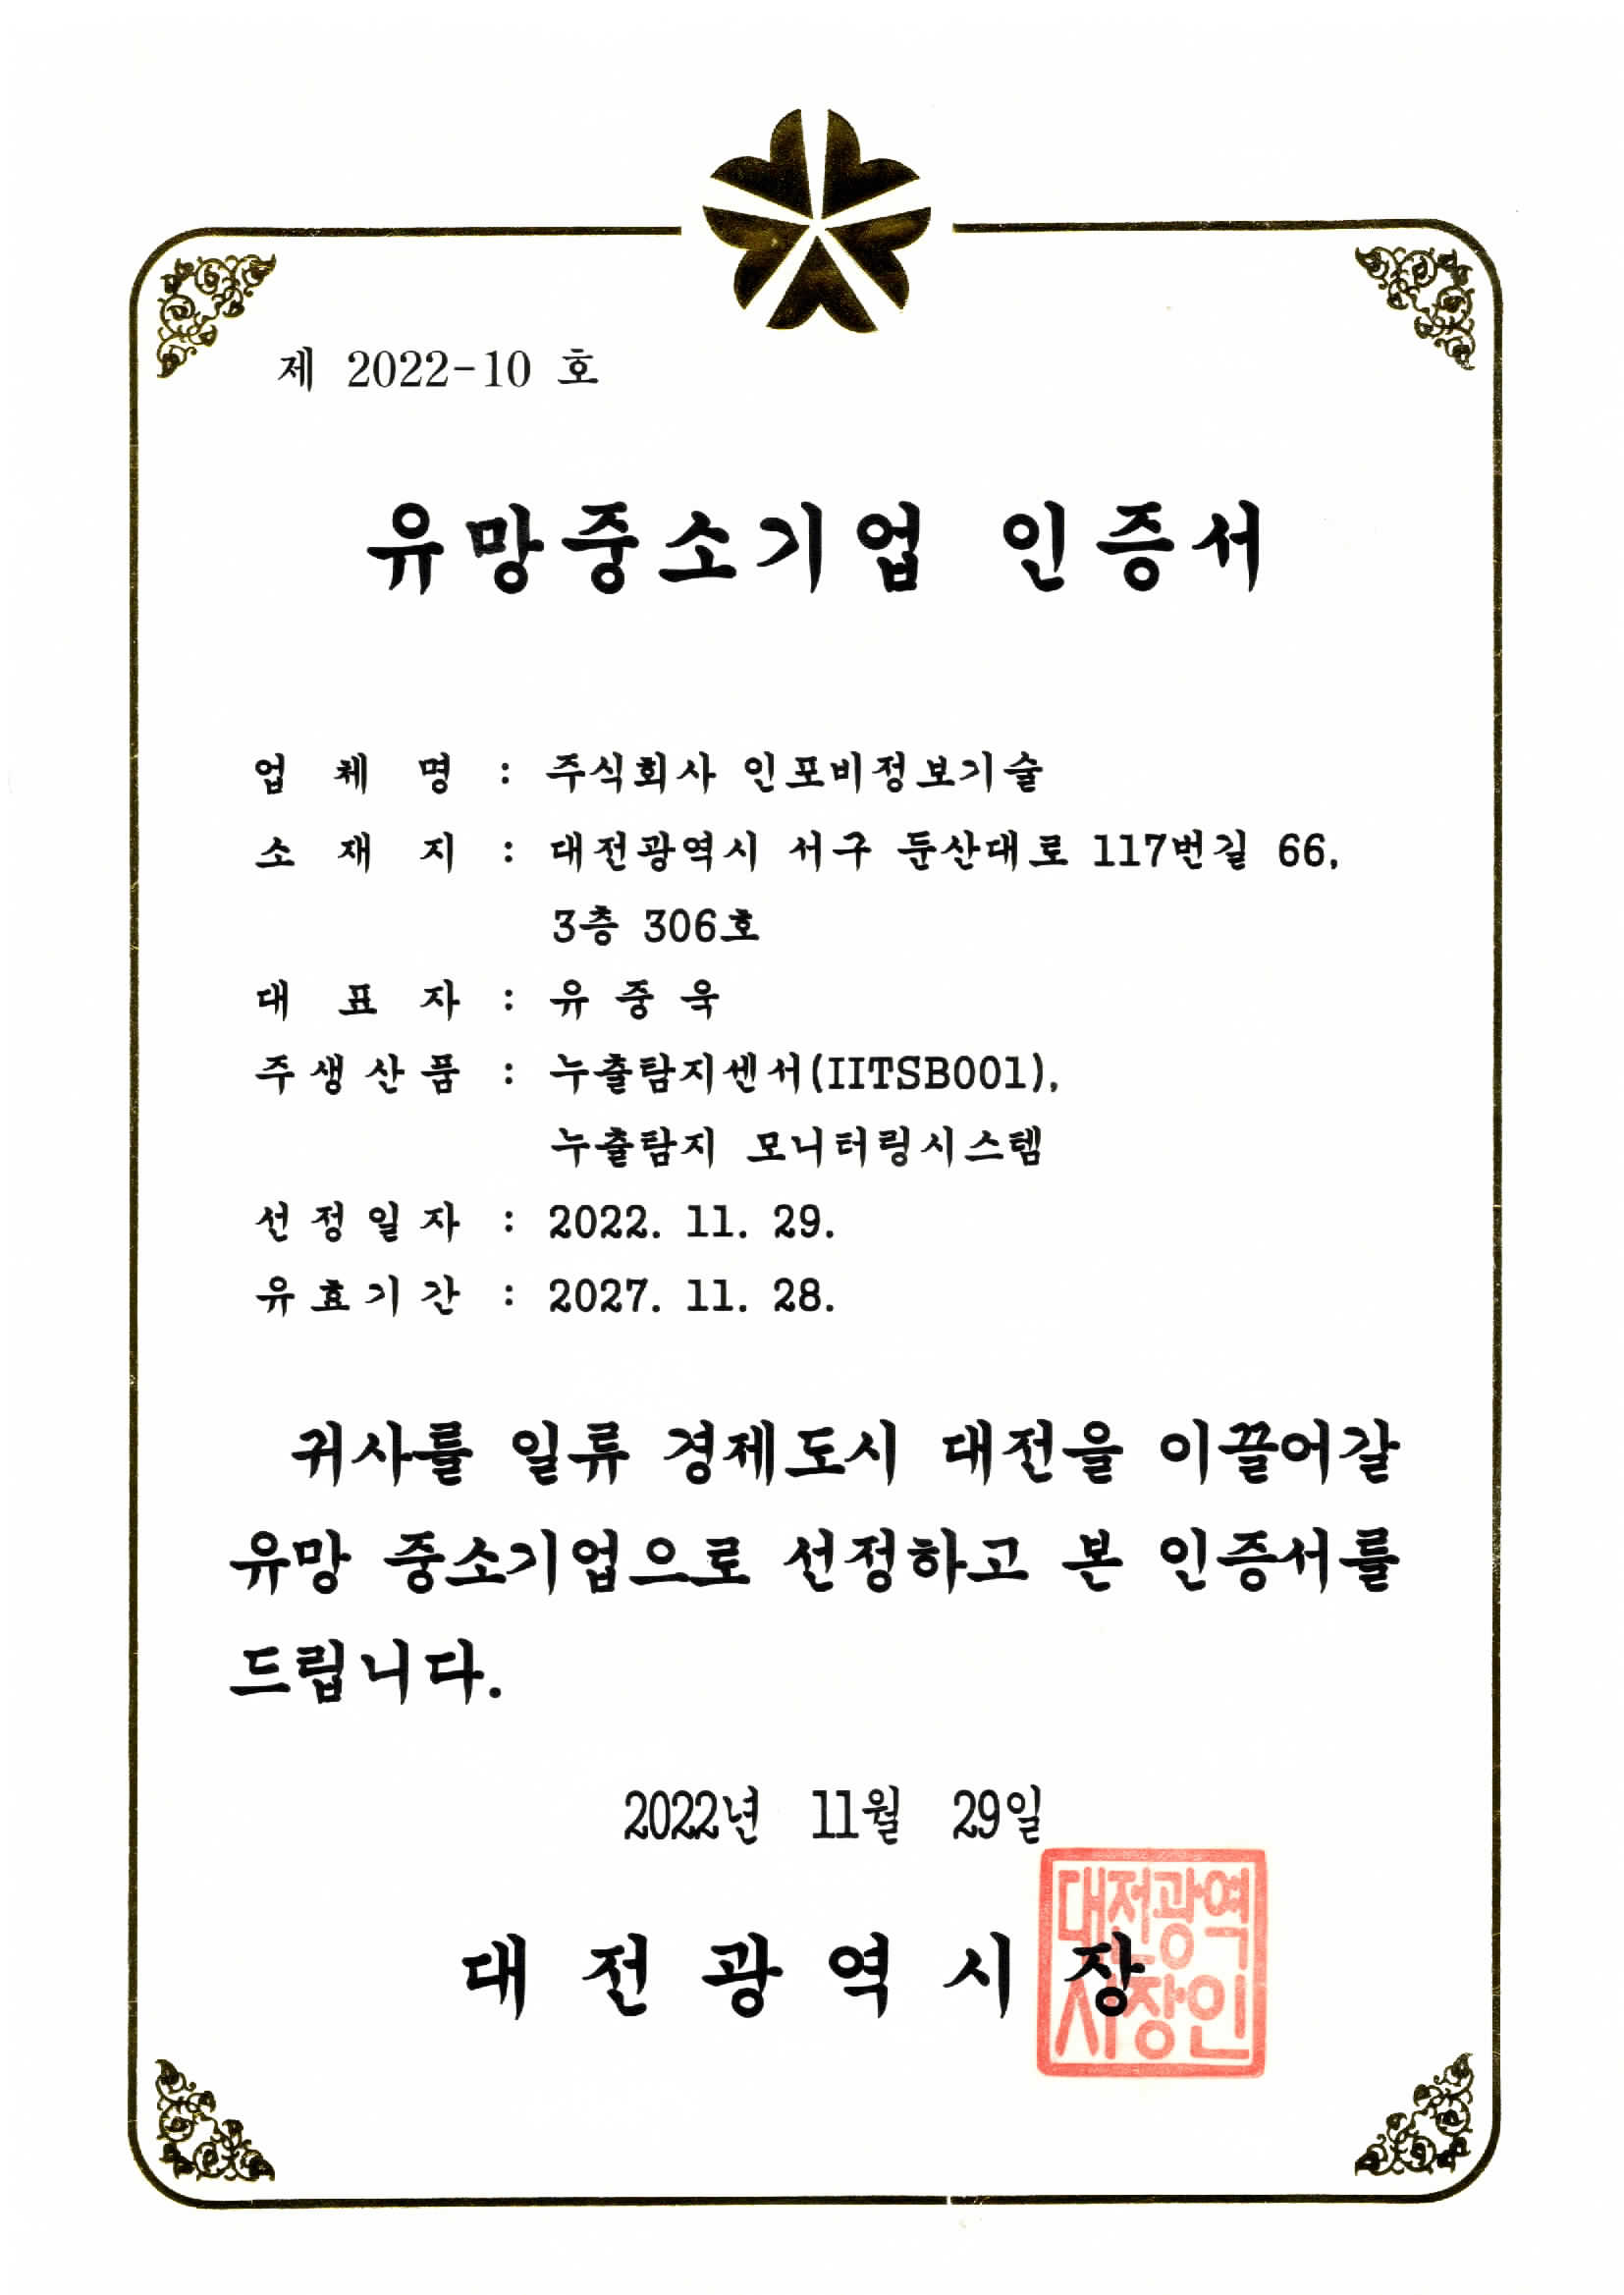 제 2022-10 호
유망중소기업 인증서
업 체 명 : 주식회사 인포비정보기술
소 재 지 : 대전광역시 서구 둔산대로 117번길 66,
3층 306호
대 표 자 : 유 중 욱
주생산품 : 누출탐지센서(IITSB001),
누출탐지 모니터링시스템
선정일자 : 2022. 11. 29.
유효기간 : 2027. 11. 28.
귀사를 일류 경제도시 대전을 이끌어갈
유망 중소기업으로 선정하고 본 인증서를
드립니다.
2022년 11월 29일
대 전 광 역 시 장
대전광역
시장인